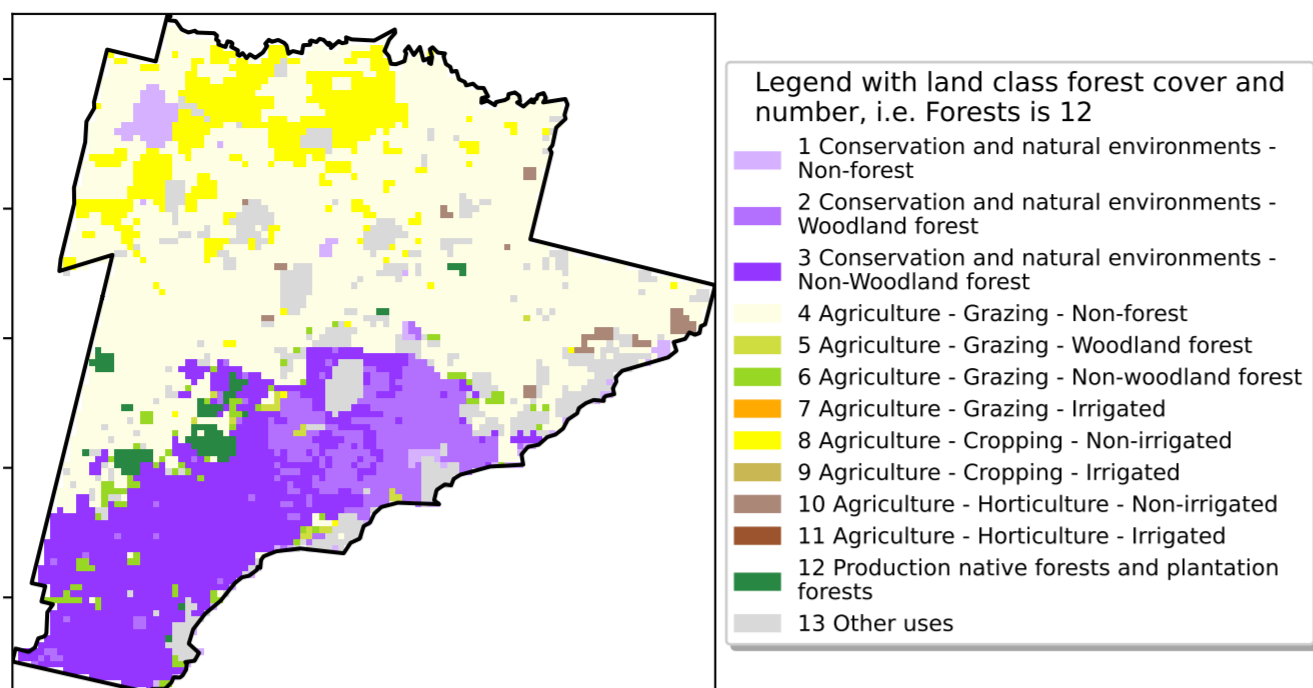 Legend with land class forest cover and
number, i.e. Forests is 12
1 Conservation and natural environments -
Non-forest
2 Conservation and natural environments -
Woodland forest
3 Conservation and natural environments -
Non-Woodland forest
4 Agriculture - Grazing - Non-forest
5 Agriculture - Grazing - Woodland forest
6 Agriculture - Grazing - Non-woodland forest
7 Agriculture - Grazing - Irrigated
8 Agriculture - Cropping - Non-irrigated
9 Agriculture - Cropping - Irrigated
10 Agriculture - Horticulture - Non-irrigated
11 Agriculture - Horticulture - Irrigated
12 Production native forests and plantation
forests
13 Other uses